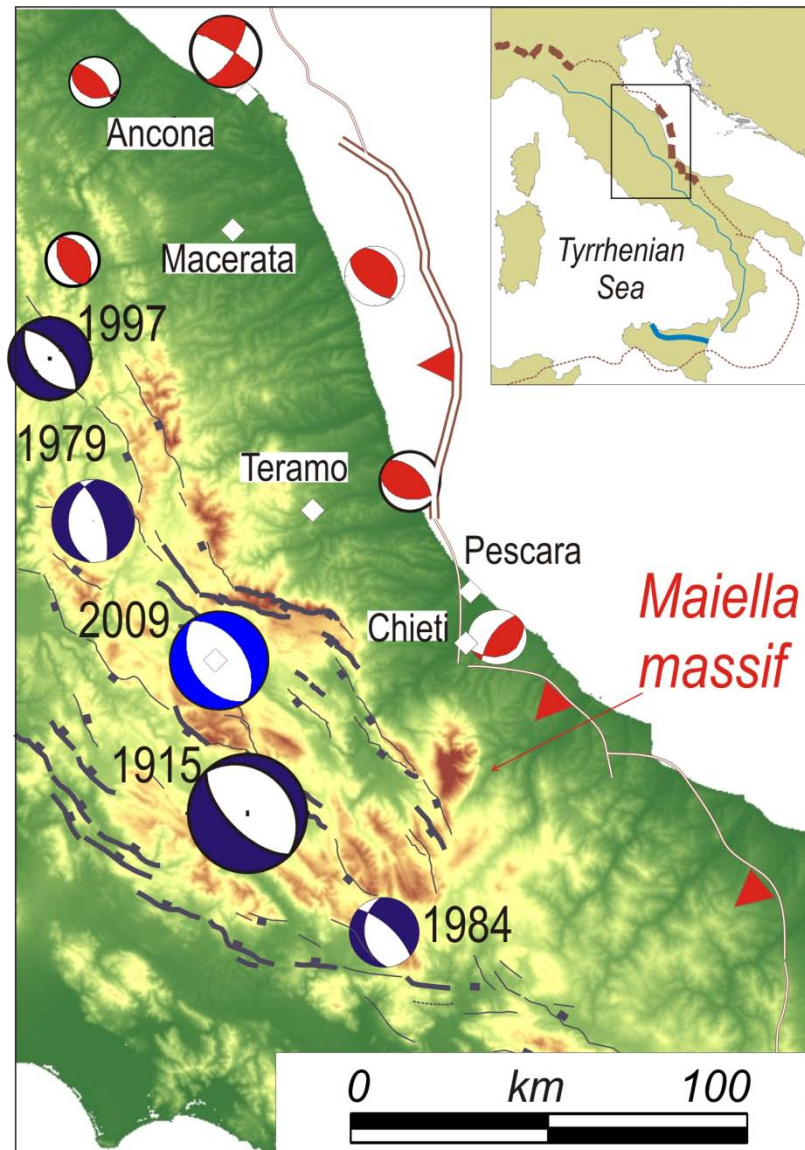 Ancona
Tyrrhenian
Sea
Macerata
1997
1979
Teramo
Pescara
2009
Chieti
Maiella
massif
1915
1984
0 km 100